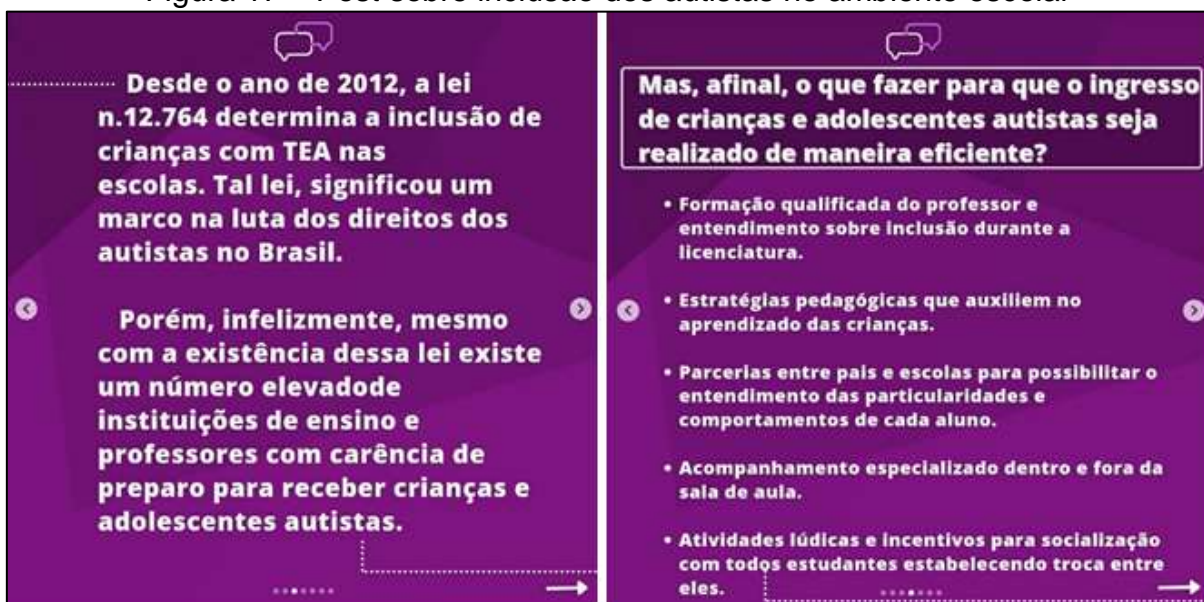 Desde o ano de 2012, a lei
n.12.764 determina a inclusão de
crianças com TEA nas
escolas. Tal lei, significou um
marco na luta dos direitos dos
autistas no Brasil.
Porém, infelizmente, mesmo
com a existência dessa lei existe
um número elevadode
instituições de ensino e
professores com carência de
preparo para receber crianças e
adolescentes autistas.
Mas, afinal, o que fazer para que o ingresso
de crianças e adolescentes autistas seja
realizado de maneira eficiente?
• Formação qualificada do professor e
entendimento sobre inclusão durante a
licenciatura.
• Estratégias pedagógicas que auxiliem no
aprendizado das crianças.
• Parcerias entre pais e escolas para possibilitar o
entendimento das particularidades e
comportamentos de cada aluno.
• Acompanhamento especializado dentro e fora da
sala de aula.
• Atividades lúdicas e incentivos para socialização
com todos estudantes estabelecendo troca entre
eles.